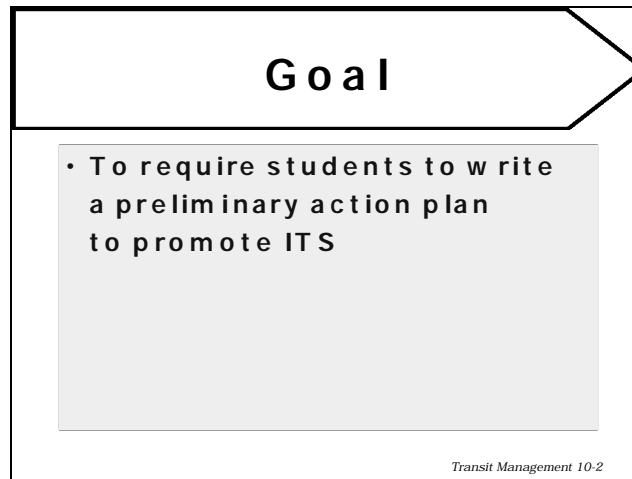 Goal
• To require students to write
a preliminary action plan
to promote ITS
Transit Management 10-2